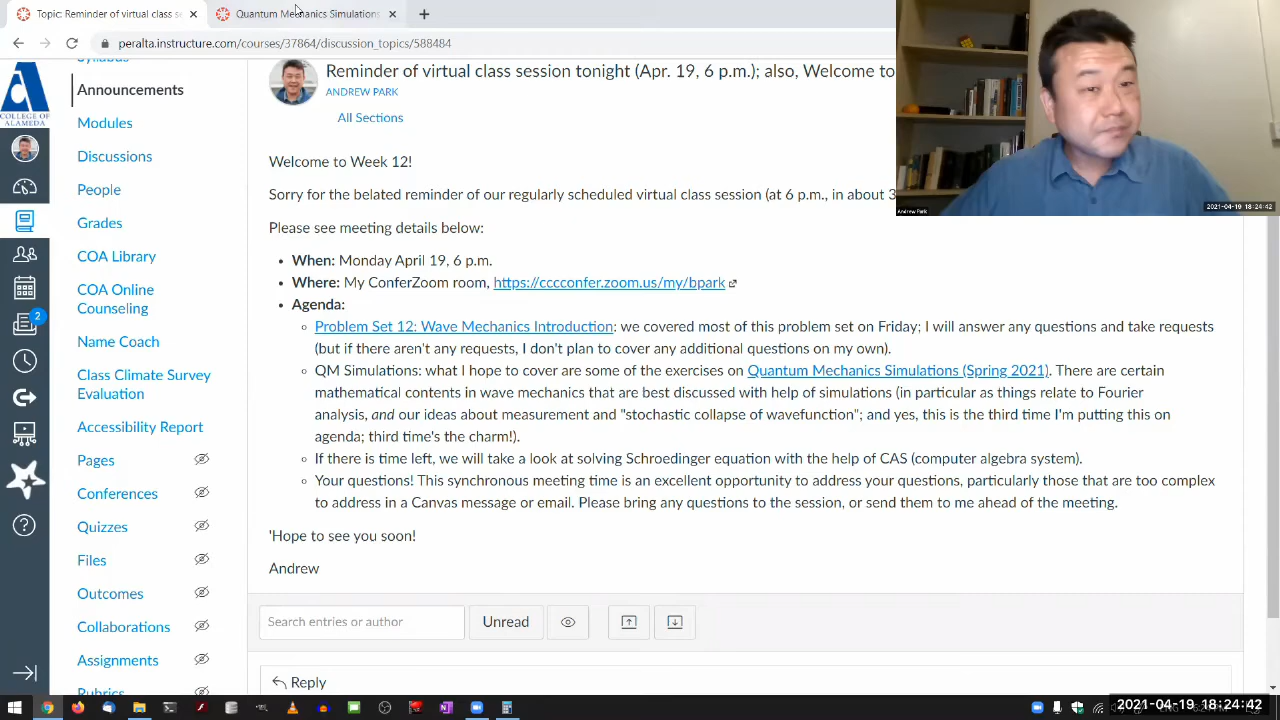 Topic: Reminder of virtual class se
Quantum Mechanics Simulations
peralta.instructure.com/courses/37864/discussion_topics/588484
COLLEGE OF
ALAMEDA
Syllabus
Announcements
Modules
Discussions
People
Grades
COA Library
COA Online
Counseling
Name Coach
Class Climate Survey
Evaluation
Accessibility Report
Pages
Conferences
Quizzes
Files
Outcomes
Collaborations
Assignments
Rubrics
2
Reminder of virtual class session tonight (Apr. 19, 6 p.m.); also, Welcome to
ANDREW PARK
All Sections
Welcome to Week 12!
Sorry for the belated reminder of our regularly scheduled virtual class session (at 6 p.m., in about 3
Please see meeting details below:
• When: Monday April 19, 6 p.m.
• Where: My ConferZoom room, https://cccconfer.zoom.us/my/bpark
• Agenda:
◦ Problem Set 12: Wave Mechanics Introduction: we covered most of this problem set on Friday; I will answer any questions and take requests
(but if there aren't any requests, I don't plan to cover any additional questions on my own).
◦ QM Simulations: what I hope to cover are some of the exercises on Quantum Mechanics Simulations (Spring 2021). There are certain
mathematical contents in wave mechanics that are best discussed with help of simulations (in particular as things relate to Fourier
analysis, and our ideas about measurement and "stochastic collapse of wavefunction"; and yes, this is the third time I'm putting this on
agenda; third time's the charm!).
◦ If there is time left, we will take a look at solving Schroedinger equation with the help of CAS (computer algebra system).
◦ Your questions! This synchronous meeting time is an excellent opportunity to address your questions, particularly those that are too complex
to address in a Canvas message or email. Please bring any questions to the session, or send them to me ahead of the meeting.
'Hope to see you soon!
Andrew
Search entries or author
Unread
Reply
Andrew Park
2021-04-19 18:24:42
2021-04-19 18:24:42